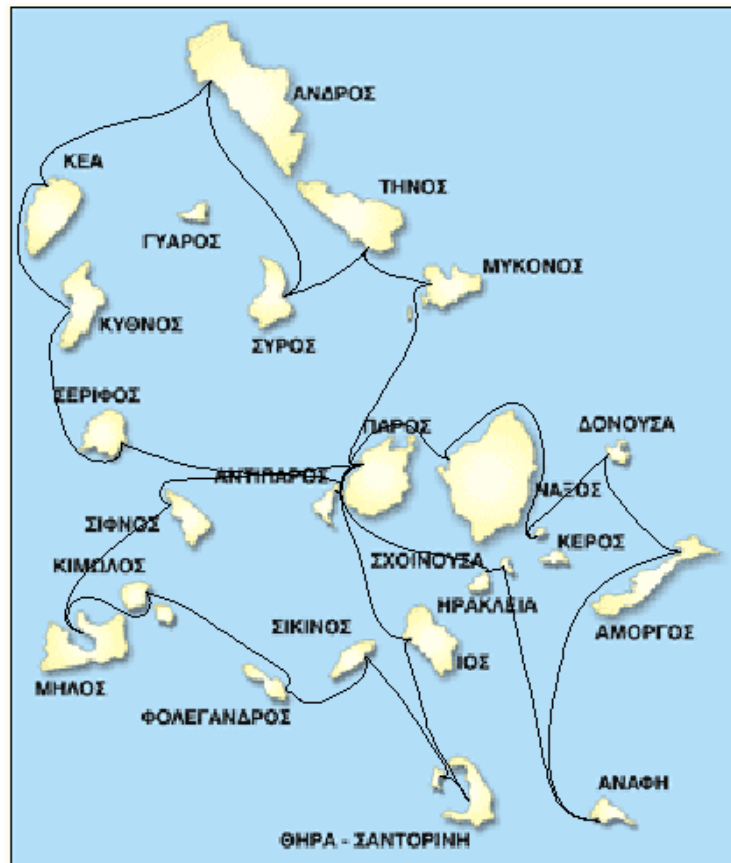 ΑΝΔΡΟΣ
ΚΕΑ
ΤΗΝΟΣ
ΓΥΑΡΟΣ
ΜΥΚΟΝΟΣ
ΚΥΘΝΟΣ
ΣΥΡΟΣ
ΣΕΡΙΦΟΣ
ΠΑΡΟΣ
ΔΟΝΟΥΣΑ
ΑΝΤΙΠΑΡΟΣ
ΝΑΞΟΣ
ΣΙΦΝΟΣ
ΚΕΡΟΣ
ΣΧΟΙΝΟΥΣΑ
ΚΙΜΩΛΟΣ
ΗΡΑΚΛΕΙΑ
ΣΙΚΙΝΟΣ
ΑΜΟΡΓΟΣ
ΙΟΣ
ΜΗΛΟΣ
ΦΟΛΕΓΑΝΔΡΟΣ
ΑΝΑΦΗ
ΘΗΡΑ - ΣΑΝΤΟΡΙΝΗ